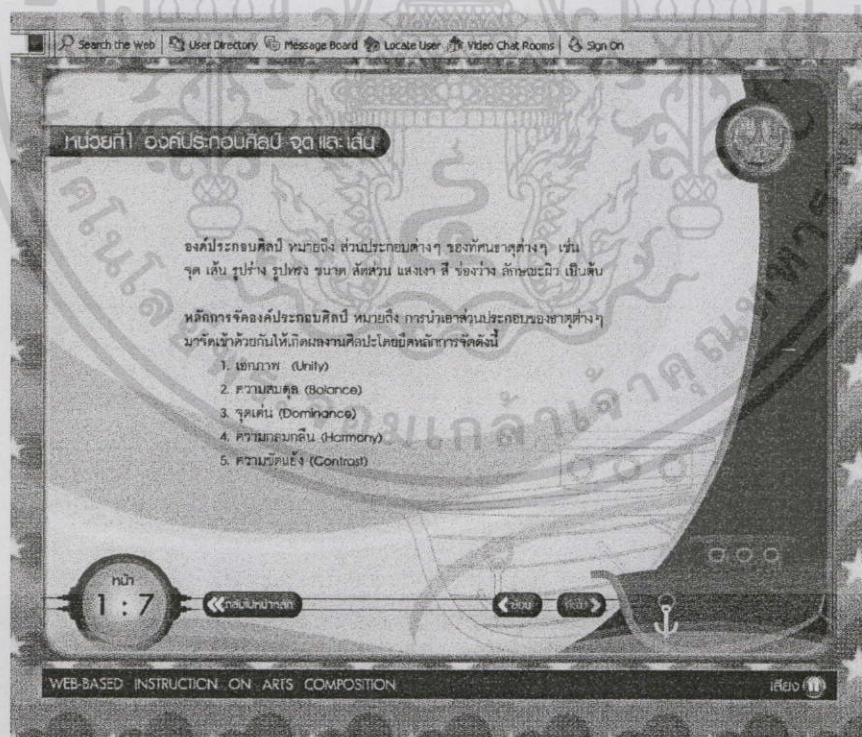 Search the Web User Directory Message Board Locate User Video Chat Rooms Sign On
หน่วยที่1 องค์ประกอบศิลป์ จุด และ เส้น
องค์ประกอบศิลป์ หมายถึง ส่วนประกอบต่างๆ ของทัศนธาตุต่างๆ เช่น
จุด เส้น รูปร่าง รูปทรง ขนาด สัดส่วน แสงเงา สี ช่องว่าง ลักษณะผิว เป็นต้น
หลักการจัดองค์ประกอบศิลป์ หมายถึง การนำเอาส่วนประกอบของธาตุต่างๆ
มาจัดเข้าด้วยกันให้เกิดผลงานศิลปะโดยยึดหลักการจัดดังนี้
1. เอกภาพ (Unity)
2. ความสมดุล (Balance)
3. จุดเด่น (Dominance)
4. ความกลมกลืน (Harmony)
5. ความขัดแย้ง (Contrast)
หน้า
1 : 7
กลับไปหน้าหลัก
ย้อน
ถัดไป
WEB-BASED INSTRUCTION ON ARTS COMPOSITION
เสียง